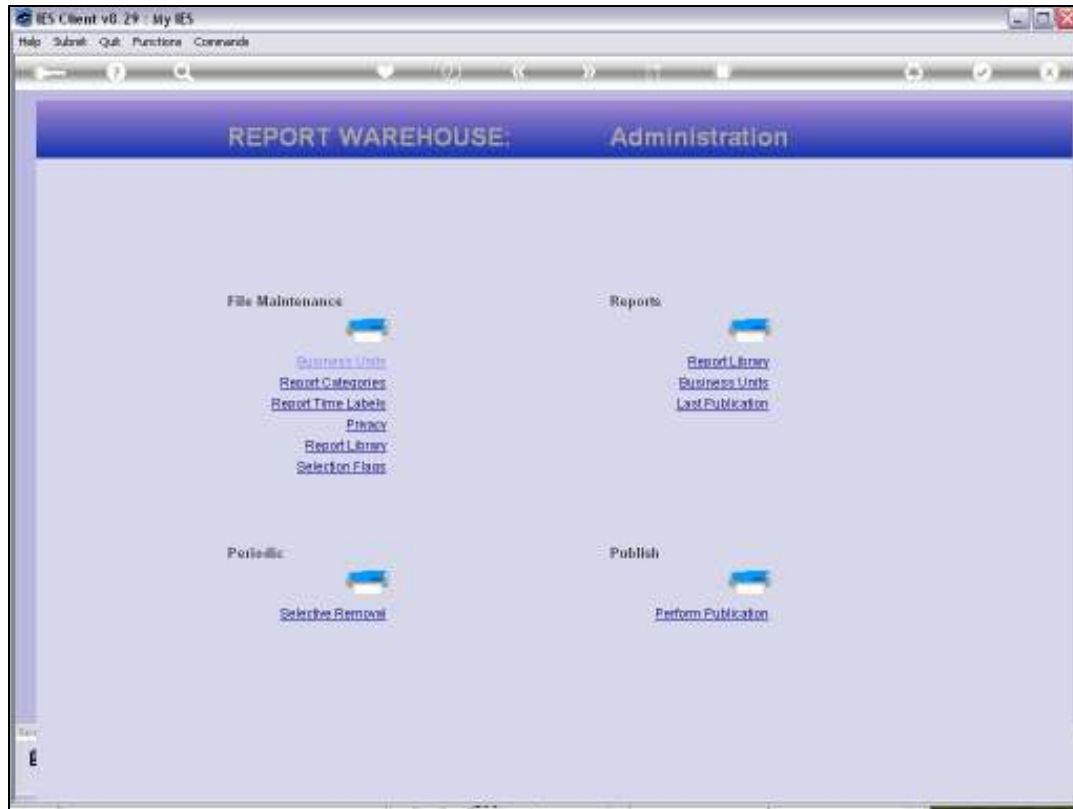 IES Client v8.29 : My IES
Help Submit Quit Functions Commands
REPORT WAREHOUSE: Administration
File Maintenance
Business Units
Report Categories
Report Time Labels
Privacy
Report Library
Selection Flags
Reports
Report Library
Business Units
Last Publication
Periodic
Selective Removal
Publish
Perform Publication